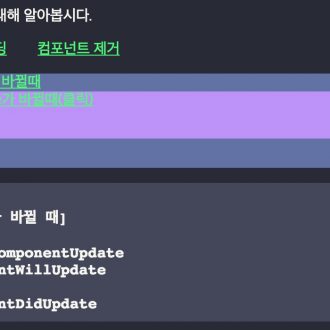 해 알아봅시다.
컴포넌트 제거
바뀔때
가 바뀔때(클릭)
바뀔 때]
omponentUpdate
ntWillUpdate
ntDidUpdate